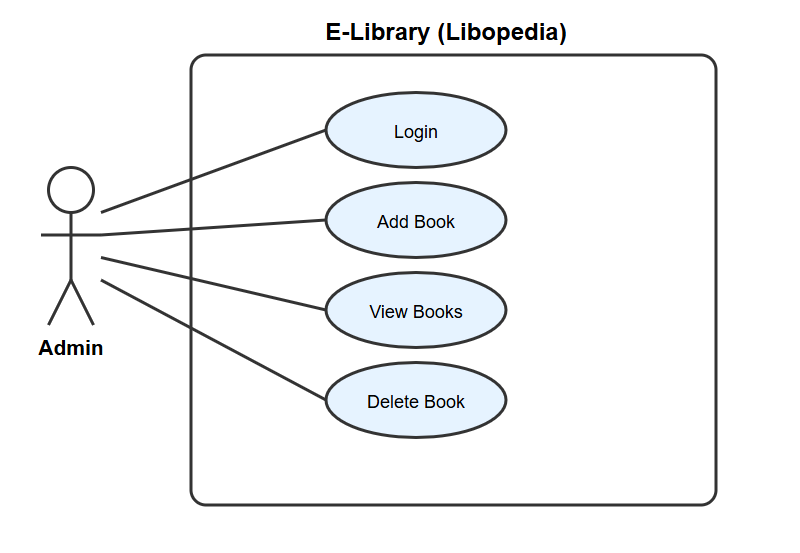 E-Library (Libopedia)
Login
Add Book
View Books
Admin
Delete Book